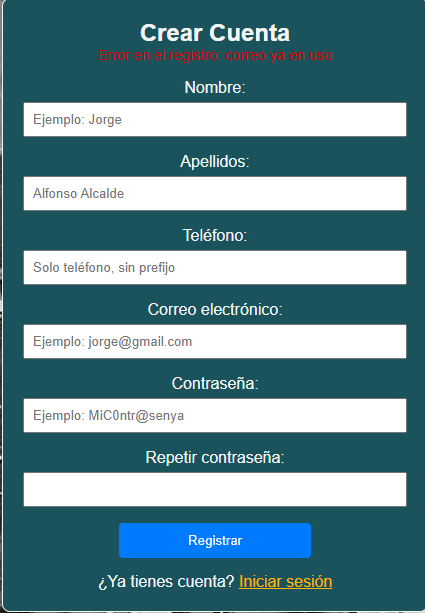 Crear Cuenta
Error en el registro: correo ya en uso
Nombre:
Ejemplo: Jorge
Apellidos:
Alfonso Alcalde
Teléfono:
Solo teléfono, sin prefijo
Correo electrónico:
Ejemplo: jorge@gmail.com
Contraseña:
Ejemplo: MiC0ntr@senya
Repetir contraseña:
Registrar
¿Ya tienes cuenta? Iniciar sesión